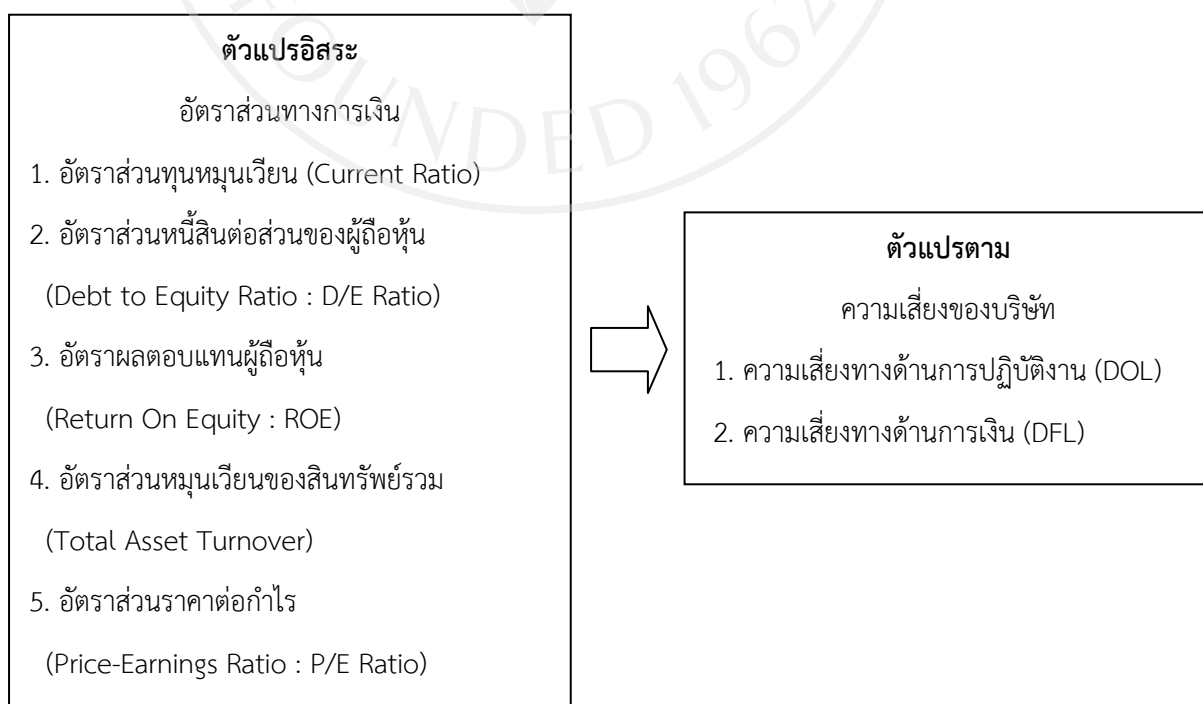 ตัวแปรอิสระ
อัตราส่วนทางการเงิน
1. อัตราส่วนทุนหมุนเวียน (Current Ratio)
2. อัตราส่วนหนี้สินต่อส่วนของผู้ถือหุ้น
(Debt to Equity Ratio : D/E Ratio)
3. อัตราผลตอบแทนผู้ถือหุ้น
(Return On Equity : ROE)
4. อัตราส่วนหมุนเวียนของสินทรัพย์รวม
(Total Asset Turnover)
5. อัตราส่วนราคาต่อกำไร
(Price-Earnings Ratio : P/E Ratio)
ตัวแปรตาม
ความเสี่ยงของบริษัท
1. ความเสี่ยงทางด้านการปฏิบัติงาน (DOL)
2. ความเสี่ยงทางด้านการเงิน (DFL)
FOUNDED 1962